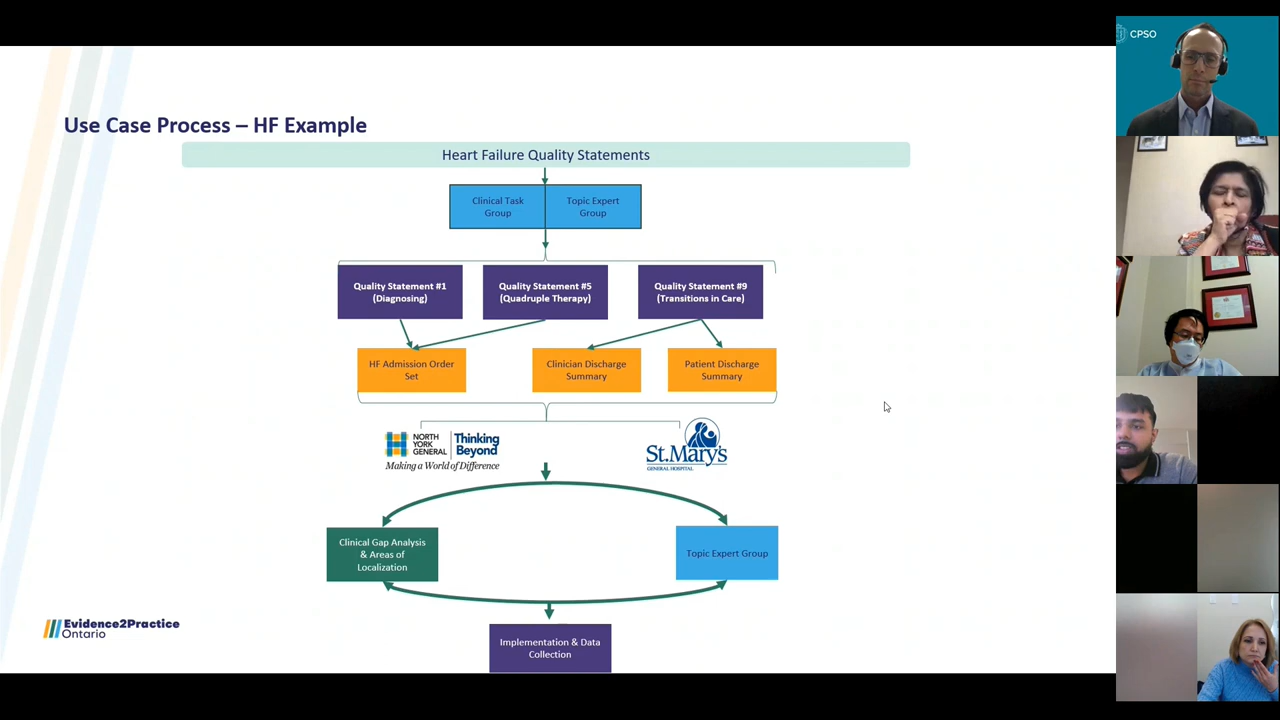 CPSO
Use Case Process – HF Example
Heart Failure Quality Statements
Clinical Task
Group
Topic Expert
Group
Quality Statement #1
(Diagnosing)
Quality Statement #5
(Quadruple Therapy)
Quality Statement #9
(Transitions in Care)
HF Admission Order
Set
Clinician Discharge
Summary
Patient Discharge
Summary
NORTH
YORK
GENERAL
Thinking
Beyond
Making a World of Difference
St.Mary's
GENERAL HOSPITAL
Clinical Gap Analysis
& Areas of
Localization
Topic Expert Group
Evidence2Practice
Ontario
Implementation & Data
Collection